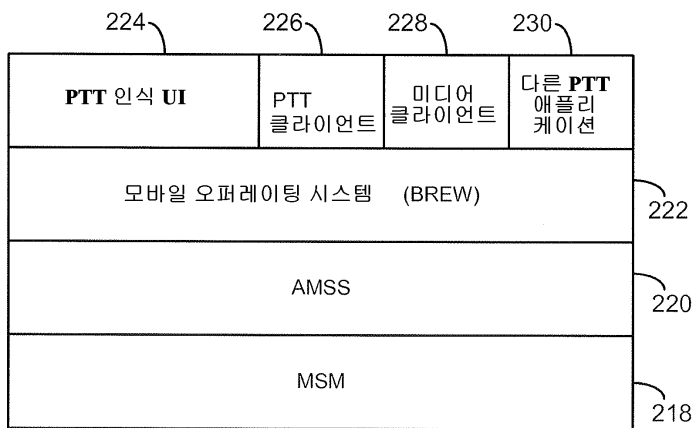 224
226
228
230
PTT 인식 UI
PTT
클라이언트
미디어
클라이언트
다른 PTT
애플리
케이션
모바일 오퍼레이팅 시스템 (BREW)
222
AMSS
220
MSM
218